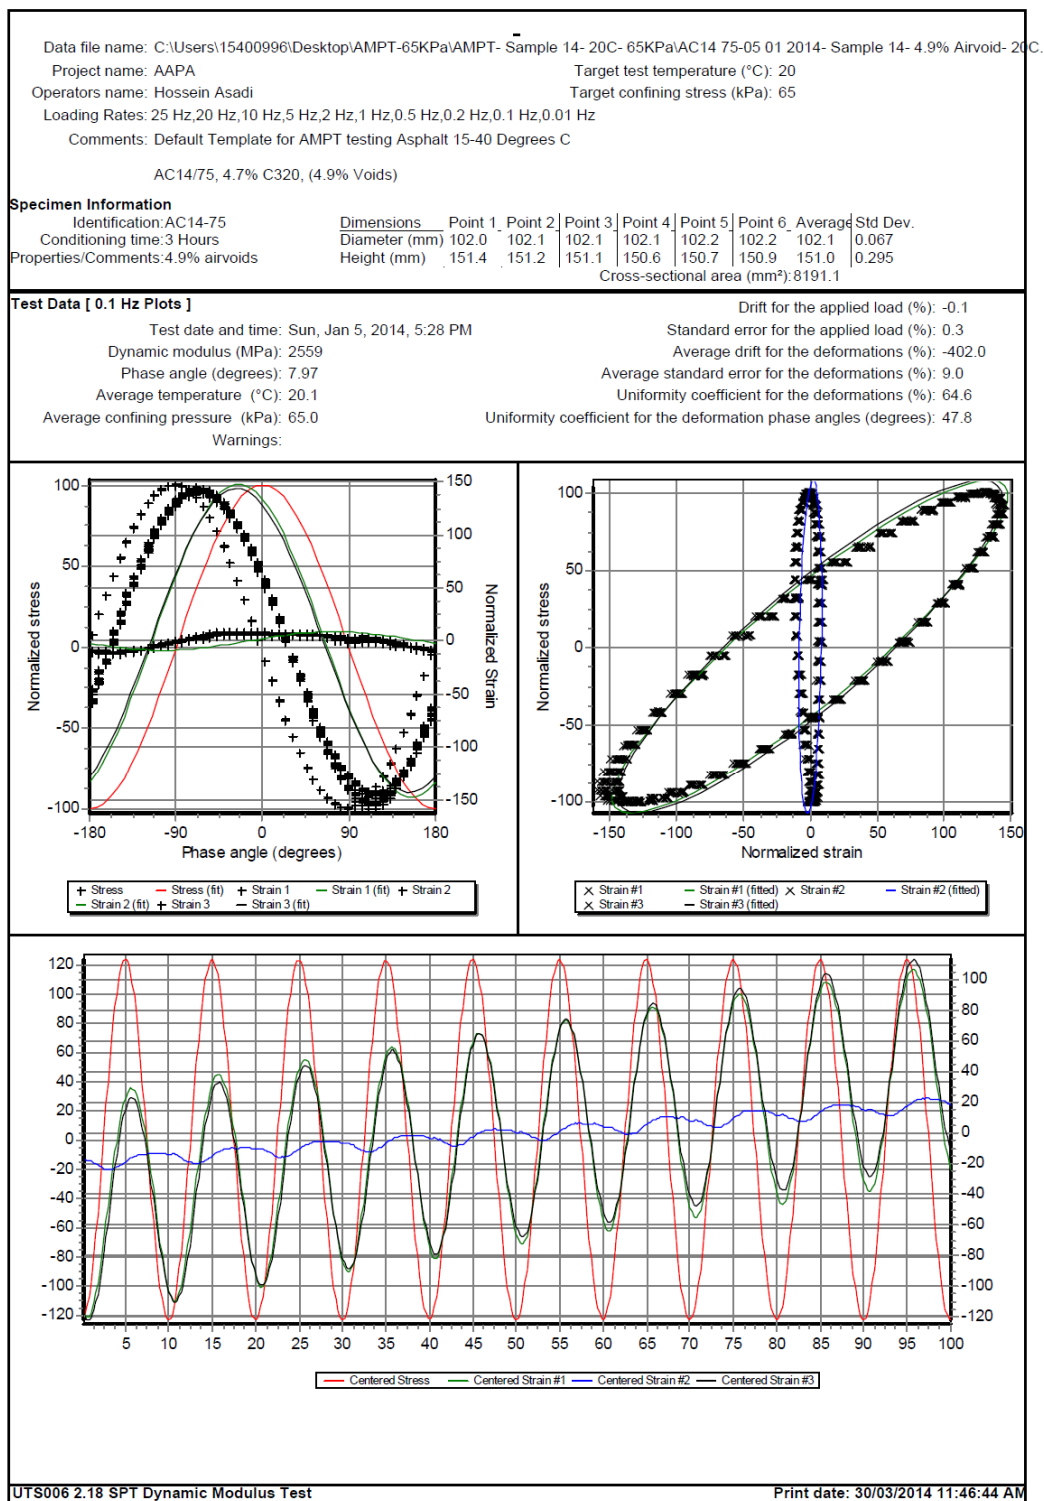 Data file name: C:\Users\15400996\Desktop\AMPT-65KPa\AMPT- Sample 14- 20C- 65KPa\AC14 75-05 01 2014- Sample 14- 4.9% Airvoid- 20C.
Project name: AAPA Target test temperature (°C): 20
Operators name: Hossein Asadi Target confining stress (kPa): 65
Loading Rates: 25 Hz,20 Hz,10 Hz,5 Hz,2 Hz,1 Hz,0.5 Hz,0.2 Hz,0.1 Hz,0.01 Hz
Comments: Default Template for AMPT testing Asphalt 15-40 Degrees C
AC14/75, 4.7% C320, (4.9% Voids)
Specimen Information
Identification:AC14-75 Dimensions Point 1 Point 2 Point 3 Point 4 Point 5 Point 6 Average Std Dev.
Conditioning time:3 Hours Diameter (mm) 102.0 102.1 102.1 102.1 102.2 102.2 102.1 0.067
Properties/Comments:4.9% airvoids Height (mm) 151.4 151.2 151.1 150.6 150.7 150.9 151.0 0.295
Cross-sectional area (mm²):8191.1
Test Data [ 0.1 Hz Plots ] Drift for the applied load (%): -0.1
Test date and time: Sun, Jan 5, 2014, 5:28 PM Standard error for the applied load (%): 0.3
Dynamic modulus (MPa): 2559 Average drift for the deformations (%): -402.0
Phase angle (degrees): 7.97 Average standard error for the deformations (%): 9.0
Average temperature (°C): 20.1 Uniformity coefficient for the deformations (%): 64.6
Average confining pressure (kPa): 65.0 Uniformity coefficient for the deformation phase angles (degrees): 47.8
Warnings:
100 50 0 -50 -100
Normalized stress
150 100 50 0 -50 -100 -150
Normalized Strain
-180 -90 0 90 180
Phase angle (degrees)
+ Stress — Stress (fit) + Strain 1 — Strain 1 (fit) + Strain 2
— Strain 2 (fit) + Strain 3 — Strain 3 (fit)
100 50 0 -50 -100
Normalized stress
-150 -100 -50 0 50 100 150
Normalized strain
× Strain#1 — Strain#1 (fitted) × Strain#2 — Strain#2 (fitted)
× Strain#3 — Strain#3 (fitted)
120 100 80 60 40 20 0 -20 -40 -60 -80 -100 -120
100 80 60 40 20 0 -20 -40 -60 -80 -100 -120
5 10 15 20 25 30 35 40 45 50 55 60 65 70 75 80 85 90 95 100
— Centered Stress — Centered Strain #1 — Centered Strain #2 — Centered Strain #3
UTS006 2.18 SPT Dynamic Modulus Test Print date: 30/03/2014 11:46:44 AM